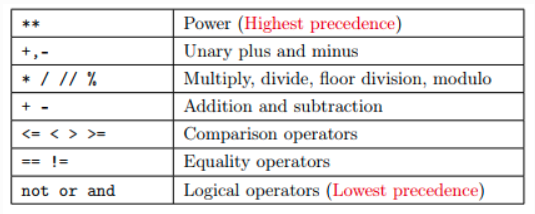 ** Power (Highest precedence)
+,- Unary plus and minus
* / // % Multiply, divide, floor division, modulo
+ - Addition and subtraction
<= < > >= Comparison operators
== != Equality operators
not or and Logical operators (Lowest precedence)